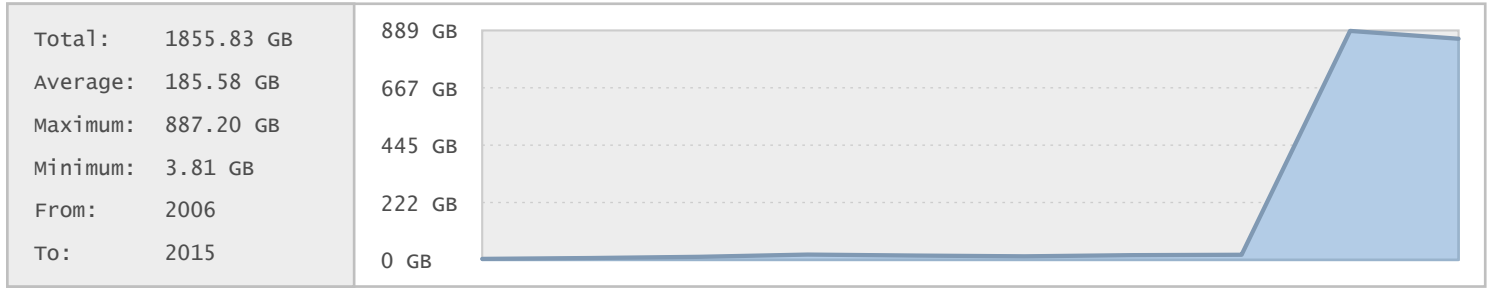 Total: 1855.83 GB
Average: 185.58 GB
Maximum: 887.20 GB
Minimum: 3.81 GB
From: 2006
To: 2015
889 GB
667 GB
445 GB
222 GB
0 GB